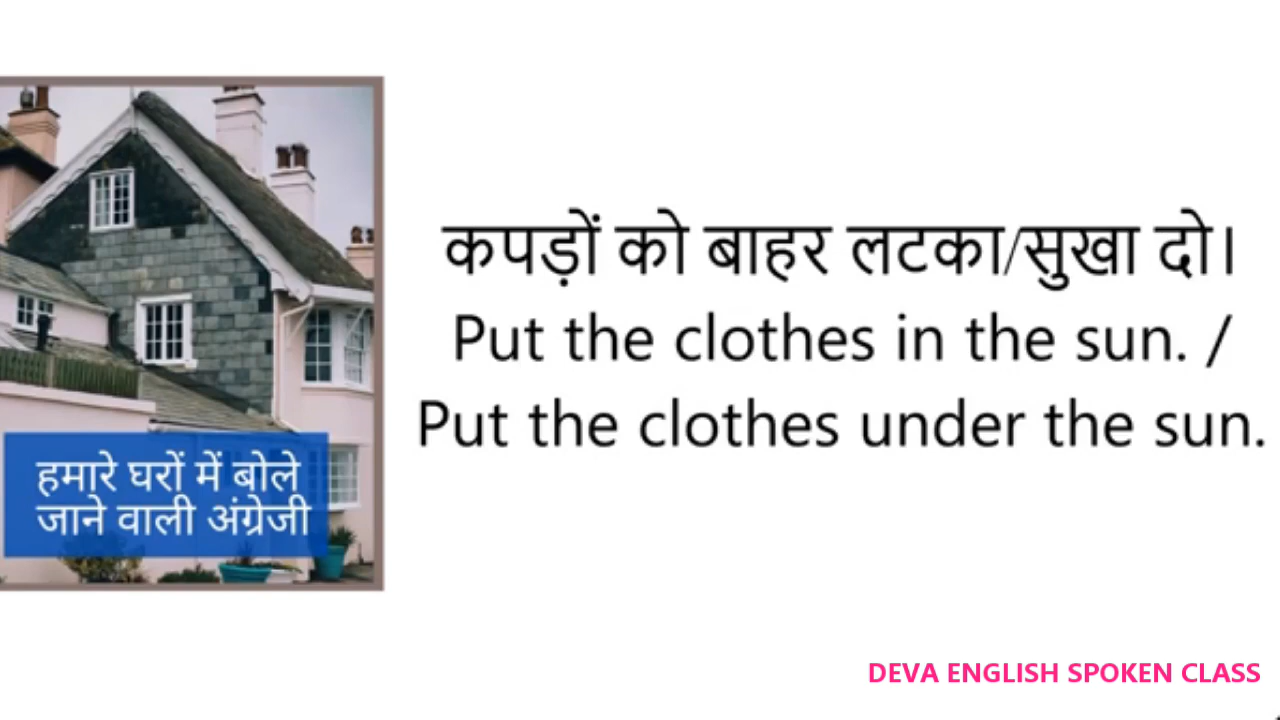 कपड़ों को बाहर लटका/सुखा दो।
Put the clothes in the sun. /
Put the clothes under the sun.
हमारे घरों में बोले
जाने वाली अंग्रेजी
DEVA ENGLISH SPOKEN CLASS